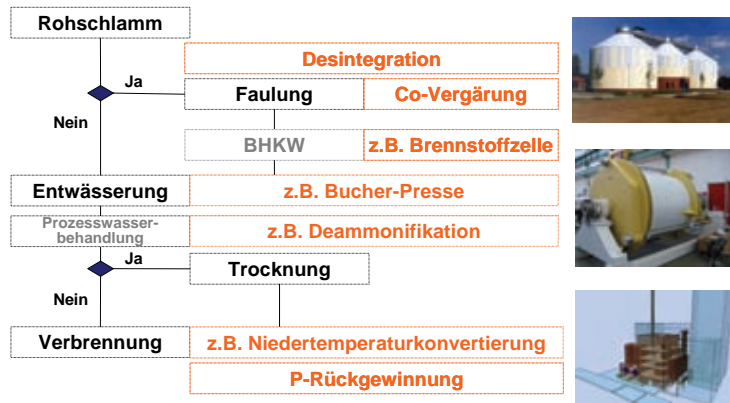 Rohschlamm
Desintegration
Ja
Faulung
Co-Vergärung
Nein
BHKW
z.B. Brennstoffzelle
Entwässerung
z.B. Bucher-Presse
Prozesswasser-
behandlung
z.B. Deammonifikation
Ja
Trocknung
Nein
Verbrennung
z.B. Niedertemperaturkonvertierung
P-Rückgewinnung